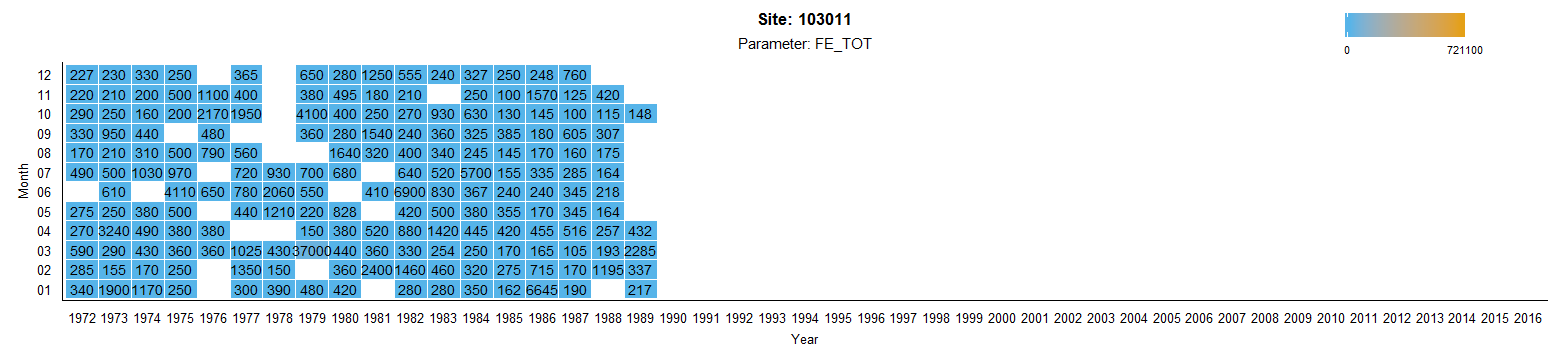 Site: 103011
Parameter: FE_TOT
0 721100
12 227 230 330 250 365 650 280 1250 555 240 327 250 248 760
11 220 210 200 500 1100 400 380 495 180 210 250 100 1570 125 420
10 290 250 160 200 2170 1950 4100 400 250 270 930 630 130 145 100 115 148
09 330 950 440 480 360 280 1540 240 360 325 385 180 605 307
08 170 210 310 500 790 560 1640 320 400 340 245 145 170 160 175
07 490 500 1030 970 720 930 700 680 640 520 5700 155 335 285 164
06 610 4110 650 780 2060 550 410 6900 830 367 240 240 345 218
05 275 250 380 500 440 1210 220 828 420 500 380 355 170 345 164
04 270 3240 490 380 380 150 380 520 880 1420 445 420 455 516 257 432
03 590 290 430 360 360 1025 430 37000 440 360 330 254 250 170 165 105 193 2285
02 285 155 170 250 1350 150 360 2400 1460 460 320 275 715 170 1195 337
01 340 1900 1170 250 300 390 480 420 280 280 350 162 6645 190 217
Month
1972 1973 1974 1975 1976 1977 1978 1979 1980 1981 1982 1983 1984 1985 1986 1987 1988 1989 1990 1991 1992 1993 1994 1995 1996 1997 1998 1999 2000 2001 2002 2003 2004 2005 2006 2007 2008 2009 2010 2011 2012 2013 2014 2015 2016
Year